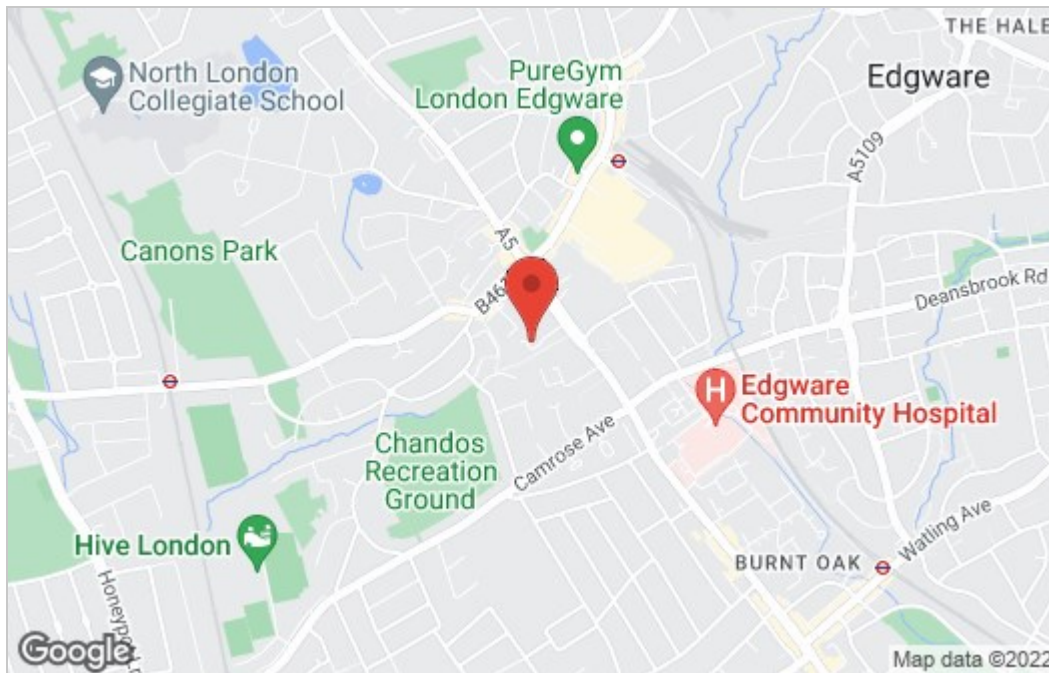 THE HALE
North London
Collegiate School
PureGym
London Edgware
Edgware
A5109
A5
Canons Park
Deansbrook Rd
H
Edgware
Community Hospital
Camrose Ave
Chandos
Recreation
Ground
Hive London
Watling Ave
BURNT OAK
Google
Map data ©2022